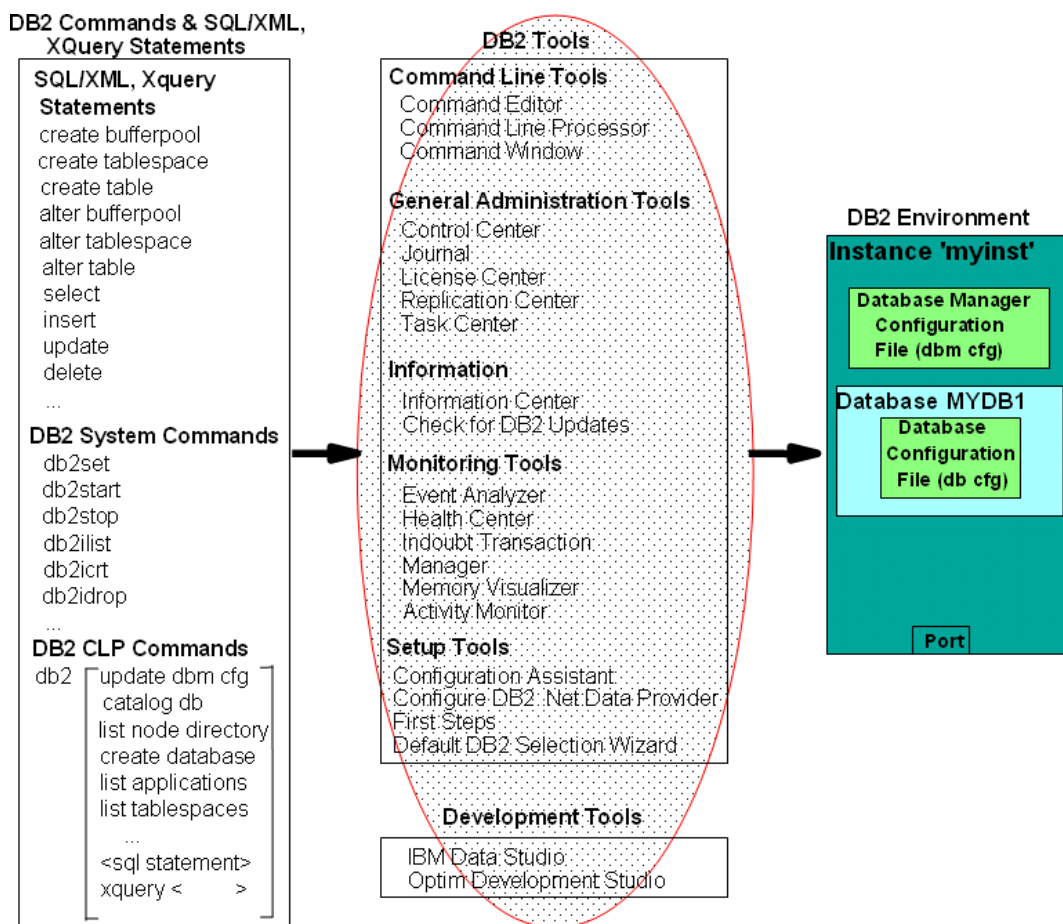 DB2 Commands & SQL/XML,
XQuery Statements
SQL/XML, Xquery
Statements
create bufferpool
create tablespace
create table
alter bufferpool
alter tablespace
alter table
select
insert
update
delete
...
DB2 System Commands
db2set
db2start
db2stop
db2ilist
db2icrt
db2idrop
...
DB2 CLP Commands
db2
update dbm cfg
catalog db
list node directory
create database
list applications
list tablespaces
...
<sql statement>
xquery < >
DB2 Tools
Command Line Tools
Command Editor
Command Line Processor
Command Window
General Administration Tools
Control Center
Journal
License Center
Replication Center
Task Center
Information
Information Center
Check for DB2 Updates
Monitoring Tools
Event Analyzer
Health Center
Indoubt Transaction
Manager
Memory Visualizer
Activity Monitor
Setup Tools
Configuration Assistant
Configure DB2 .Net Data Provider
First Steps
Default DB2 Selection Wizard
Development Tools
IBM Data Studio
Optim Development Studio
DB2 Environment
Instance 'myinst'
Database Manager
Configuration
File (dbm cfg)
Database MYDB1
Database
Configuration
File (db cfg)
Port